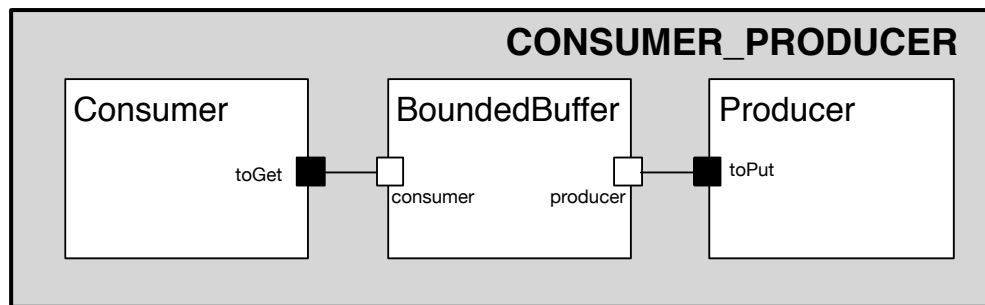 CONSUMER_PRODUCER
Consumer
BoundedBuffer
Producer
toGet
consumer
producer
toPut